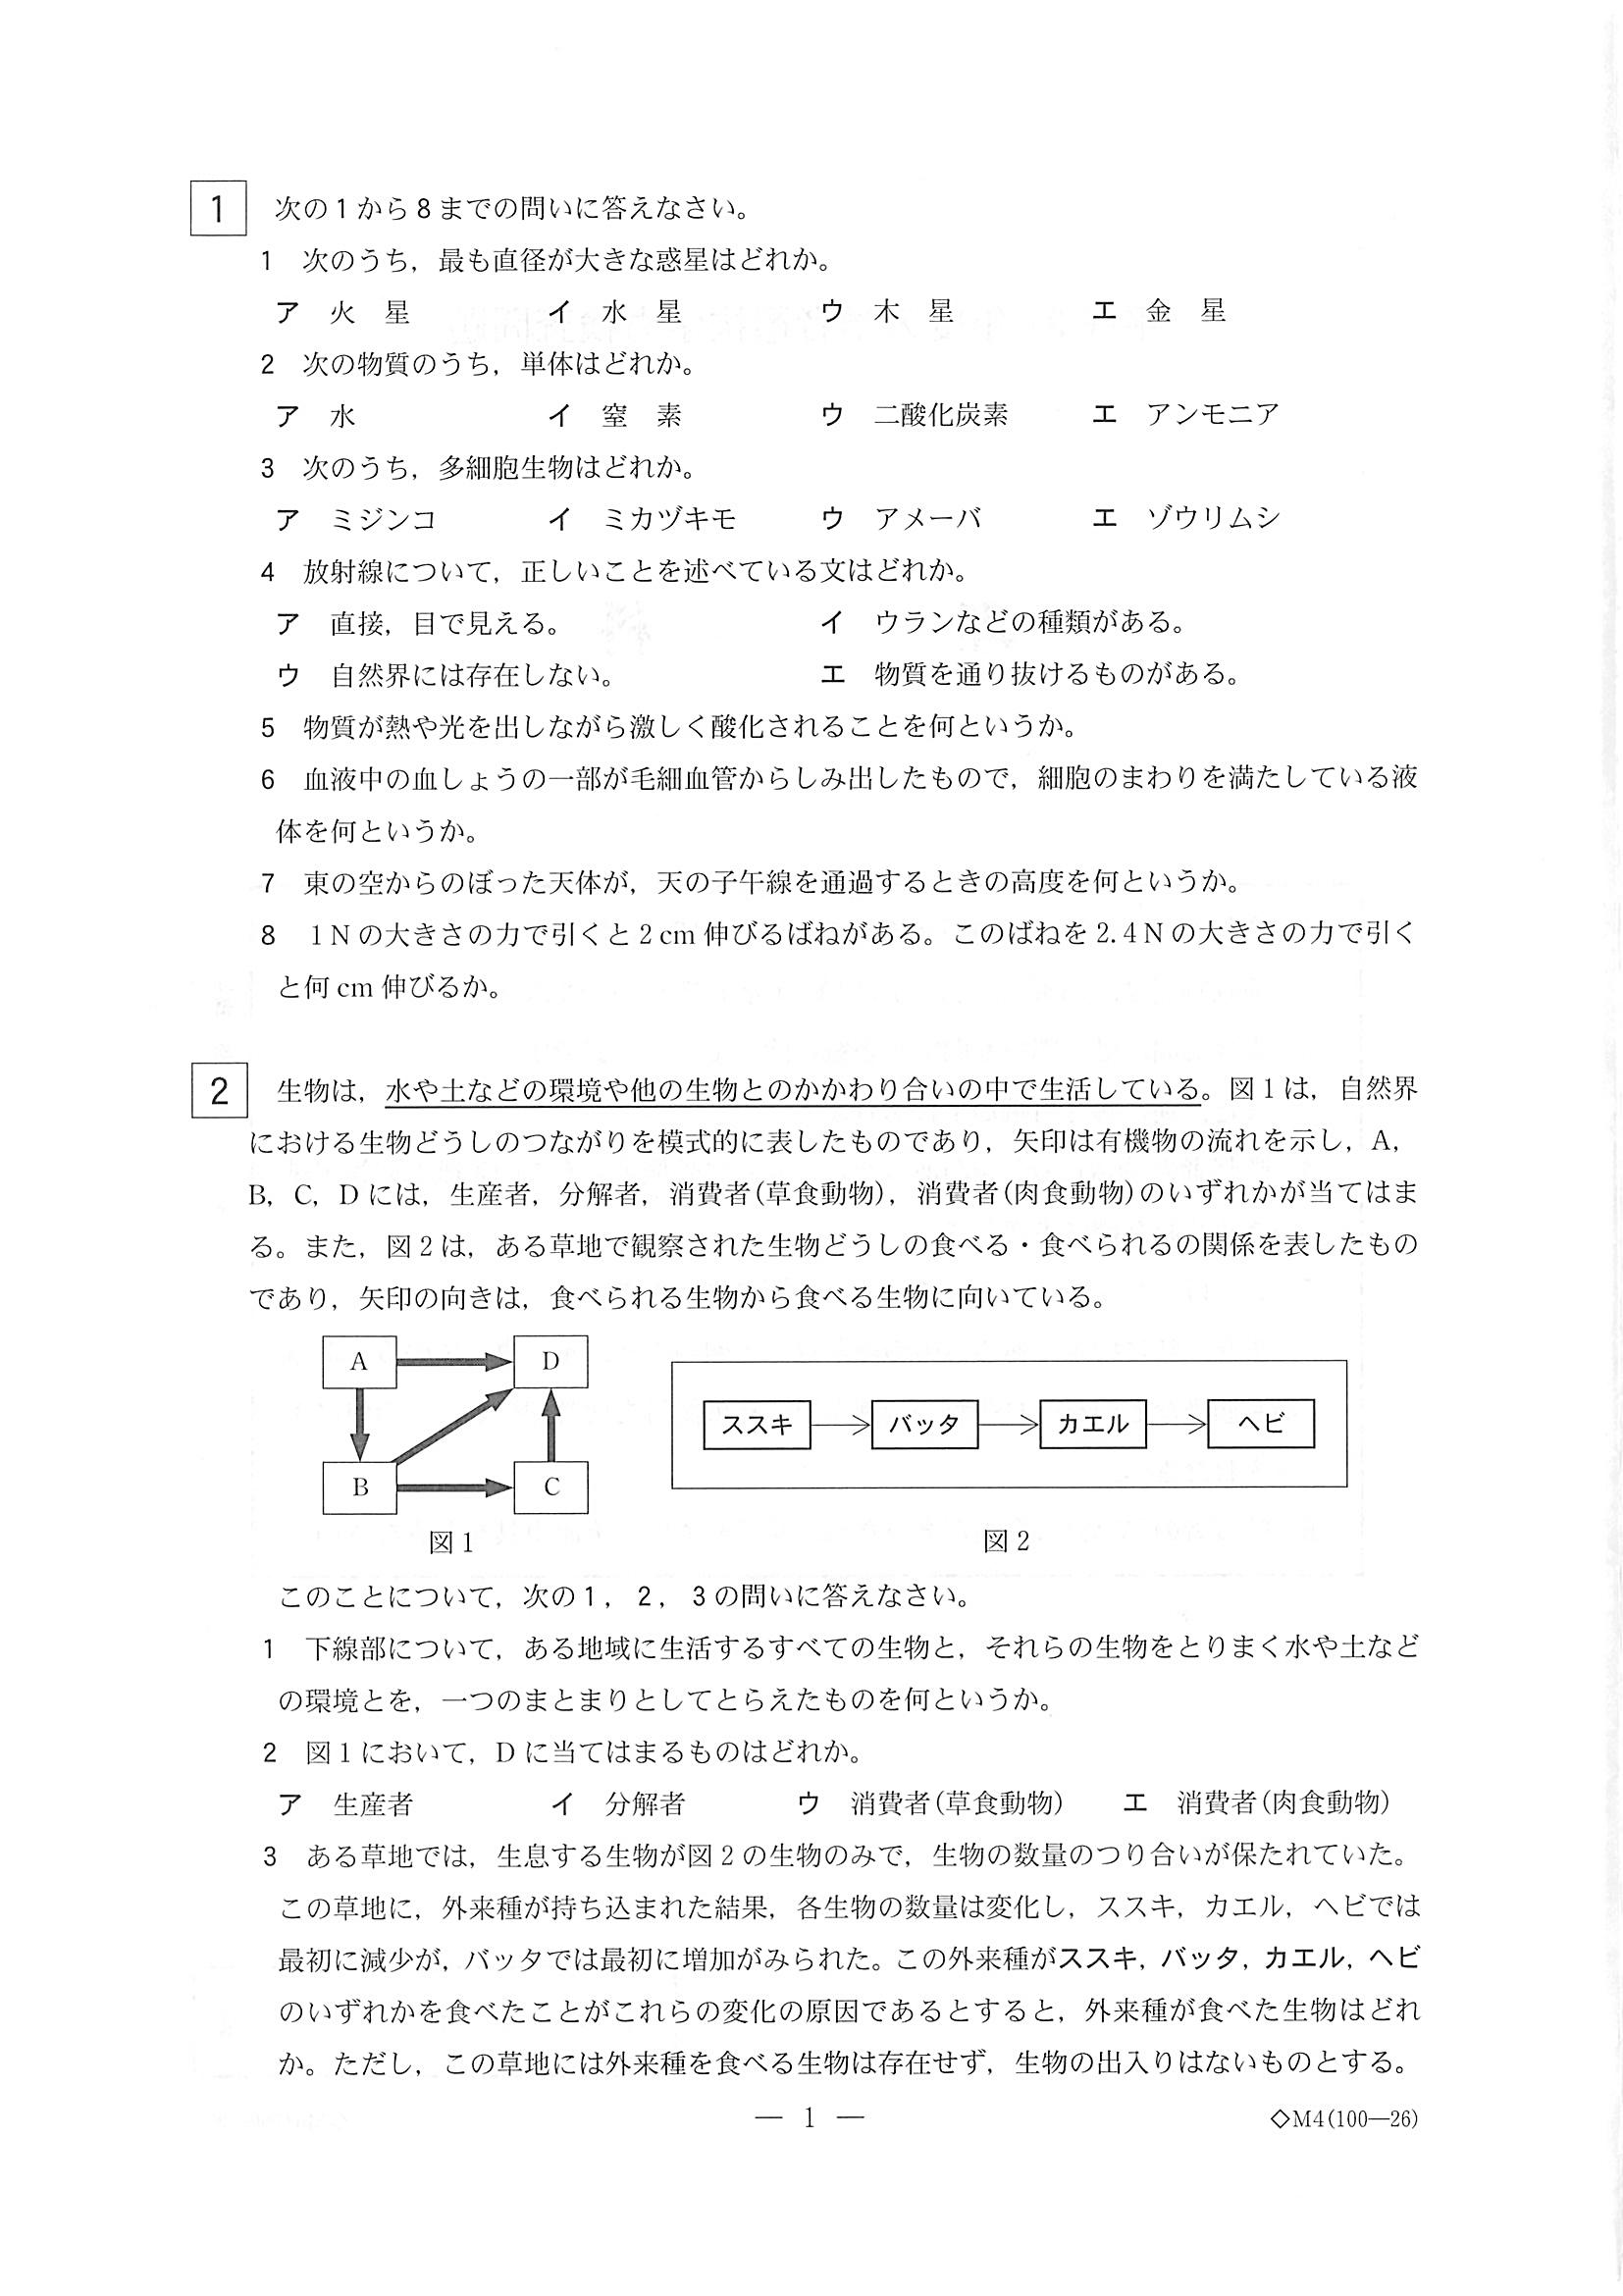 1 次の1から8までの問いに答えなさい。
1 次のうち，最も直径が大きな惑星はどれか。
ア 火 星 イ 水 星 ウ 木 星 エ 金 星
2 次の物質のうち，単体はどれか。
ア 水 イ 窒 素 ウ 二酸化炭素 エ アンモニア
3 次のうち，多細胞生物はどれか。
ア ミジンコ イ ミカヅキモ ウ アメーバ エ ゾウリムシ
4 放射線について，正しいことを述べている文はどれか。
ア 直接，目で見える。 イ ウランなどの種類がある。
ウ 自然界には存在しない。 エ 物質を通り抜けるものがある。
5 物質が熱や光を出しながら激しく酸化されることを何というか。
6 血液中の血しょうの一部が毛細血管からしみ出したもので，細胞のまわりを満たしている液
体を何というか。
7 東の空からのぼった天体が，天の子午線を通過するときの高度を何というか。
8 1Nの大きさの力で引くと2cm伸びるばねがある。このばねを2.4Nの大きさの力で引く
と何cm伸びるか。
2 生物は，水や土などの環境や他の生物とのかかわり合いの中で生活している。図1は，自然界
における生物どうしのつながりを模式的に表したものであり，矢印は有機物の流れを示し，A，
B，C，Dには，生産者，分解者，消費者(草食動物)，消費者(肉食動物)のいずれかが当てはま
る。また，図2は，ある草地で観察された生物どうしの食べる・食べられるの関係を表したもの
であり，矢印の向きは，食べられる生物から食べる生物に向いている。
A D
B C
図1
ススキ バッタ カエル ヘビ
図2
このことについて，次の1，2，3の問いに答えなさい。
1 下線部について，ある地域に生活するすべての生物と，それらの生物をとりまく水や土など
の環境とを，一つのまとまりとしてとらえたものを何というか。
2 図1において，Dに当てはまるものはどれか。
ア 生産者 イ 分解者 ウ 消費者(草食動物) エ 消費者(肉食動物)
3 ある草地では，生息する生物が図2の生物のみで，生物の数量のつり合いが保たれていた。
この草地に，外来種が持ち込まれた結果，各生物の数量は変化し，ススキ，カエル，ヘビでは
最初に減少が，バッタでは最初に増加がみられた。この外来種がススキ，バッタ，カエル，ヘビ
のいずれかを食べたことがこれらの変化の原因であるとすると，外来種が食べた生物はどれ
か。ただし，この草地には外来種を食べる生物は存在せず，生物の出入りはないものとする。
― 1 ―
◇M4(100―26)